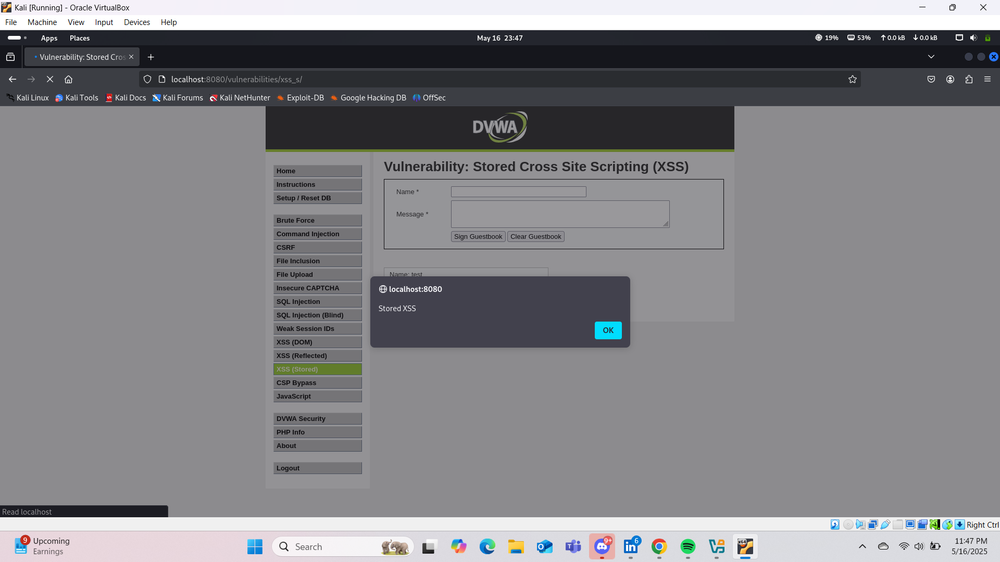 Kali [Running] - Oracle VirtualBox
File Machine View Input Devices Help
Apps Places May 16 23:47 19% 53% 0.0 kB 0.0 kB
Vulnerability: Stored Cros
localhost:8080/vulnerabilities/xss_s/
Kali Linux Kali Tools Kali Docs Kali Forums Kali NetHunter Exploit-DB Google Hacking DB OffSec
DVWA
Home
Instructions
Setup / Reset DB
Brute Force
Command Injection
CSRF
File Inclusion
File Upload
Insecure CAPTCHA
SQL Injection
SQL Injection (Blind)
Weak Session IDs
XSS (DOM)
XSS (Reflected)
XSS (Stored)
CSP Bypass
JavaScript
DVWA Security
PHP Info
About
Logout
Vulnerability: Stored Cross Site Scripting (XSS)
Name *
Message *
Sign Guestbook Clear Guestbook
Name: test
localhost:8080
Stored XSS
OK
Read localhost
Right Ctrl
9 Upcoming
Earnings
Search
9+
6
11:47 PM
5/16/2025